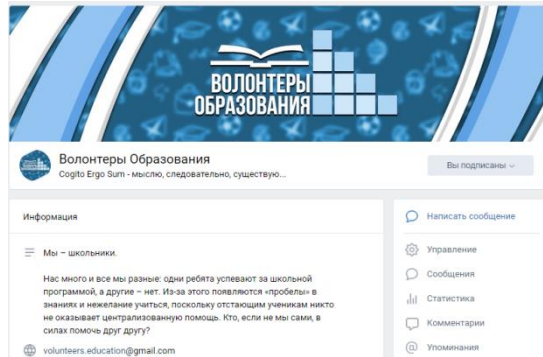 ВОЛОНТЕРЫ
ОБРАЗОВАНИЯ
Волонтеры Образования
Cogito Ergo Sum - мыслю, следовательно, существую...
Вы подписаны
Информация
Мы – школьники.
Нас много и все мы разные: одни ребята успевают за школьной
программой, а другие – нет. Из-за этого появляются «пробелы» в
знаниях и нежелание учиться, поскольку отстающим ученикам никто
не оказывает централизованную помощь. Кто, если не мы сами, в
силах помочь друг другу?
volunteers.education@gmail.com
Написать сообщение
Управление
Сообщения
Статистика
Комментарии
Упоминания